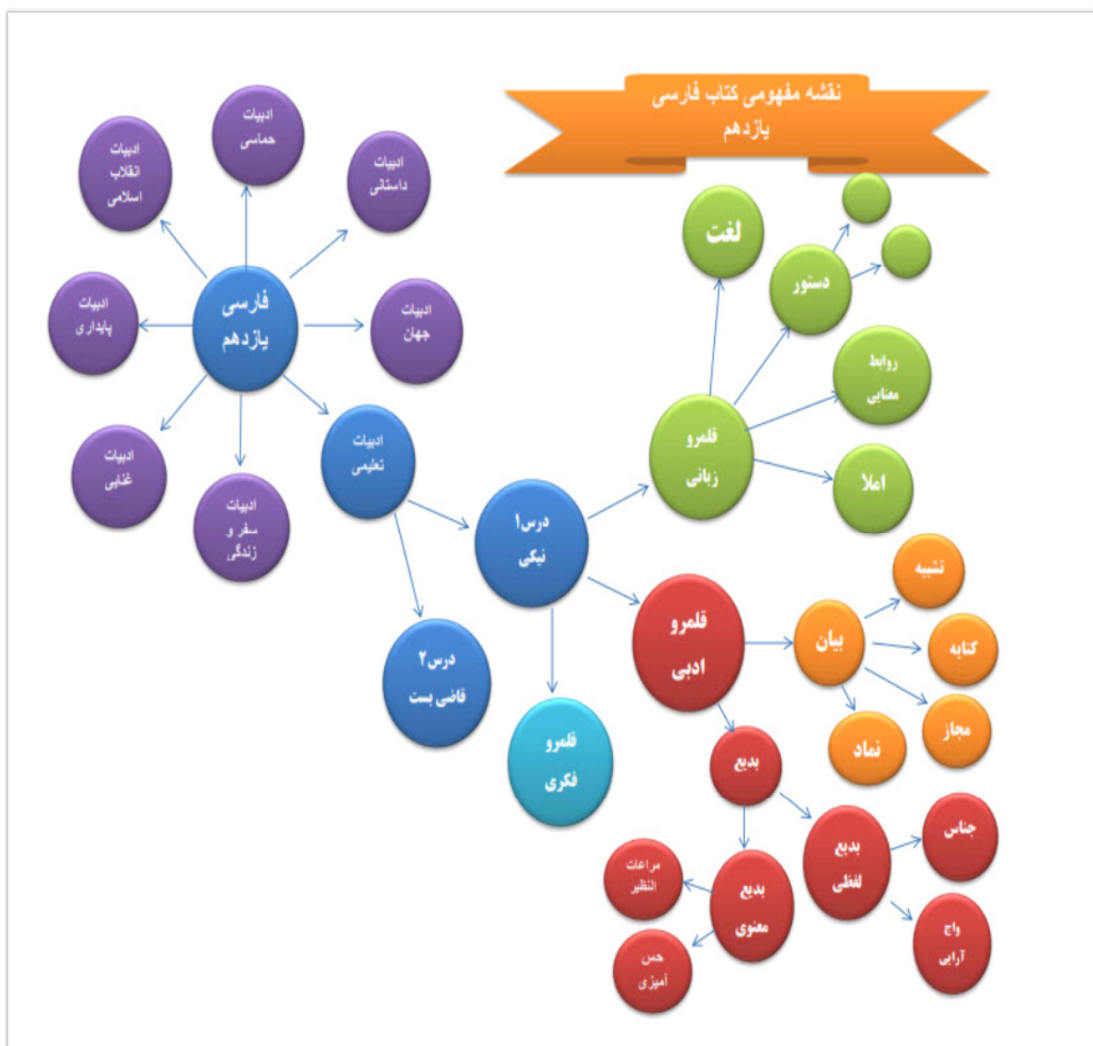 نقشه مفهومی کتاب فارسی
یازدهم
ادبیات
حماسی
ادبیات
انقلاب
اسلامی
ادبیات
داستانی
فارسی
یازدهم
ادبیات
پایداری
ادبیات
جهان
ادبیات
غنایی
ادبیات
سفر و
زندگی
ادبیات
تعلیمی
درس۱
نیکی
درس۲
قاضی بست
قلمرو
فکری
قلمرو
زبانی
لغت
دستور
روابط
معنایی
املا
قلمرو
ادبی
بیان
تشبیه
کنایه
مجاز
نماد
بدیع
بدیع
لفظی
جناس
واج
آرایی
بدیع
معنوی
مراعات
النظیر
حس
آمیزی